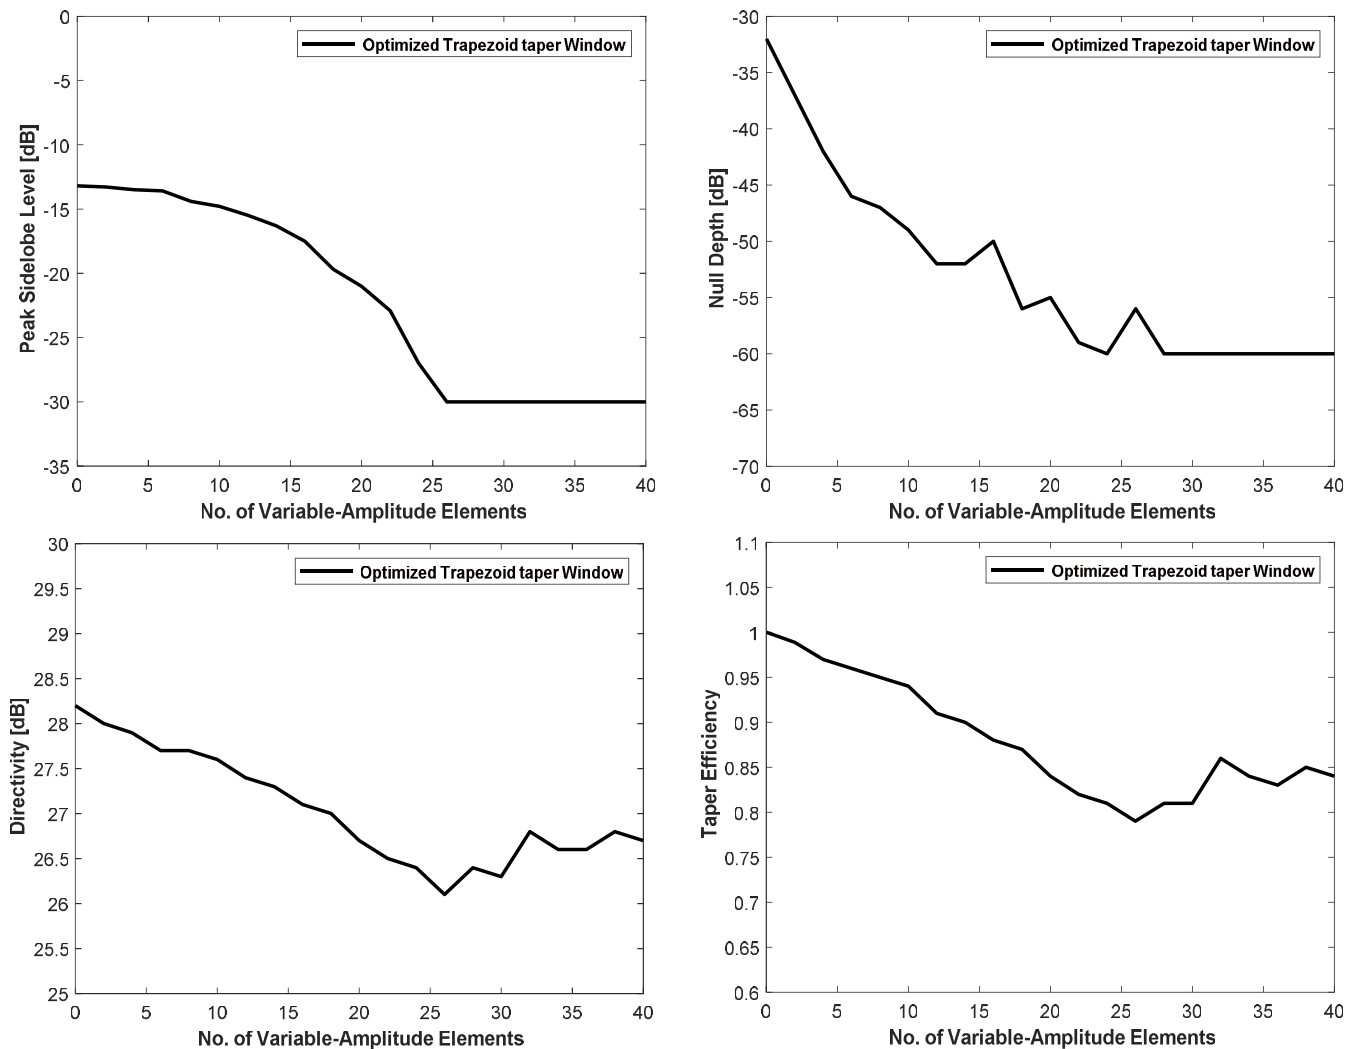 Optimized Trapezoid taper Window
Peak Sidelobe Level [dB]
0
-5
-10
-15
-20
-25
-30
-35
0 5 10 15 20 25 30 35 40
No. of Variable-Amplitude Elements
Optimized Trapezoid taper Window
Null Depth [dB]
-30
-35
-40
-45
-50
-55
-60
-65
-70
0 5 10 15 20 25 30 35 40
No. of Variable-Amplitude Elements
Optimized Trapezoid taper Window
Directivity [dB]
30
29.5
29
28.5
28
27.5
27
26.5
26
25.5
25
0 5 10 15 20 25 30 35 40
No. of Variable-Amplitude Elements
Optimized Trapezoid taper Window
Taper Efficiency
1.1
1.05
1
0.95
0.9
0.85
0.8
0.75
0.7
0.65
0.6
0 5 10 15 20 25 30 35 40
No. of Variable-Amplitude Elements